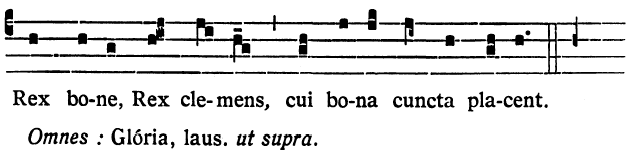 Rex bo-ne, Rex cle-mens, cui bo-na cuncta pla-cent.
Omnes : Glória, laus. ut supra.